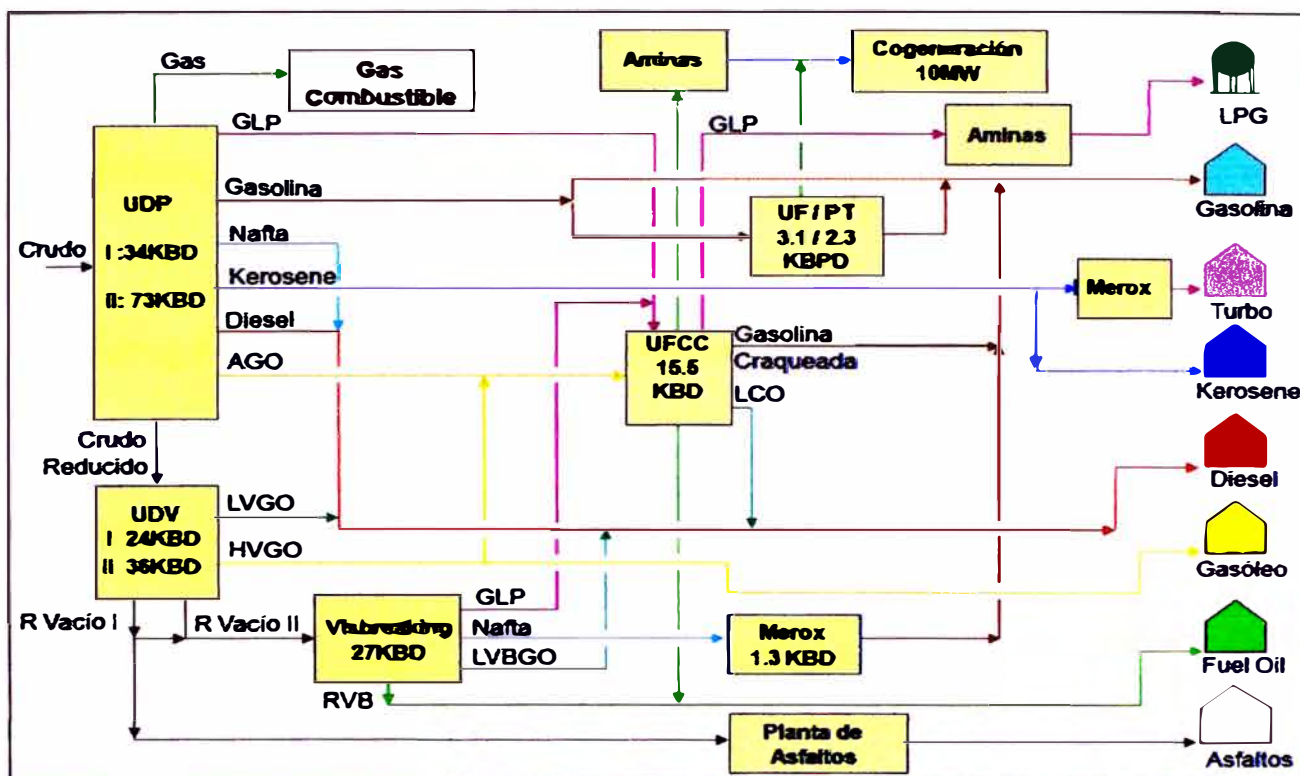 Gas
Gas
Combustible
Aminas
Cogeneración
10MW
LPG
GLP
GLP
Aminas
UDP
I :34KBD
II: 73KBD
Crudo
Gasolina
UF / PT
3.1 / 2.3
KBPD
Gasolina
Nafta
Kerosene
Merox
Turbo
Diesel
AGO
UFCC
15.5
KBD
Gasolina
Craqueada
LCO
Kerosene
Crudo
Reducido
Diesel
UDV
I 24KBD
II 36KBD
LVGO
HVGO
Gasóleo
R Vacío I
R Vacío II
Visbreaking
27KBD
GLP
Nafta
LVBGO
RVB
Merox
1.3 KBD
Fuel Oil
Planta de
Asfaltos
Asfaltos